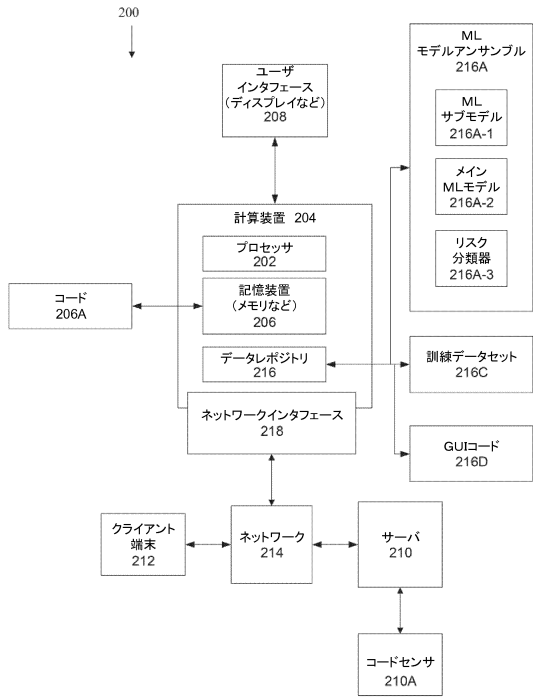 200
ユーザ
インタフェース
（ディスプレイなど）
208
計算装置 204
プロセッサ
202
記憶装置
（メモリなど）
206
データレポジトリ
216
ネットワークインタフェース
218
コード
206A
ML
モデルアンサンブル
216A
ML
サブモデル
216A-1
メイン
MLモデル
216A-2
リスク
分類器
216A-3
訓練データセット
216C
GUIコード
216D
クライアント
端末
212
ネットワーク
214
サーバ
210
コードセンサ
210A